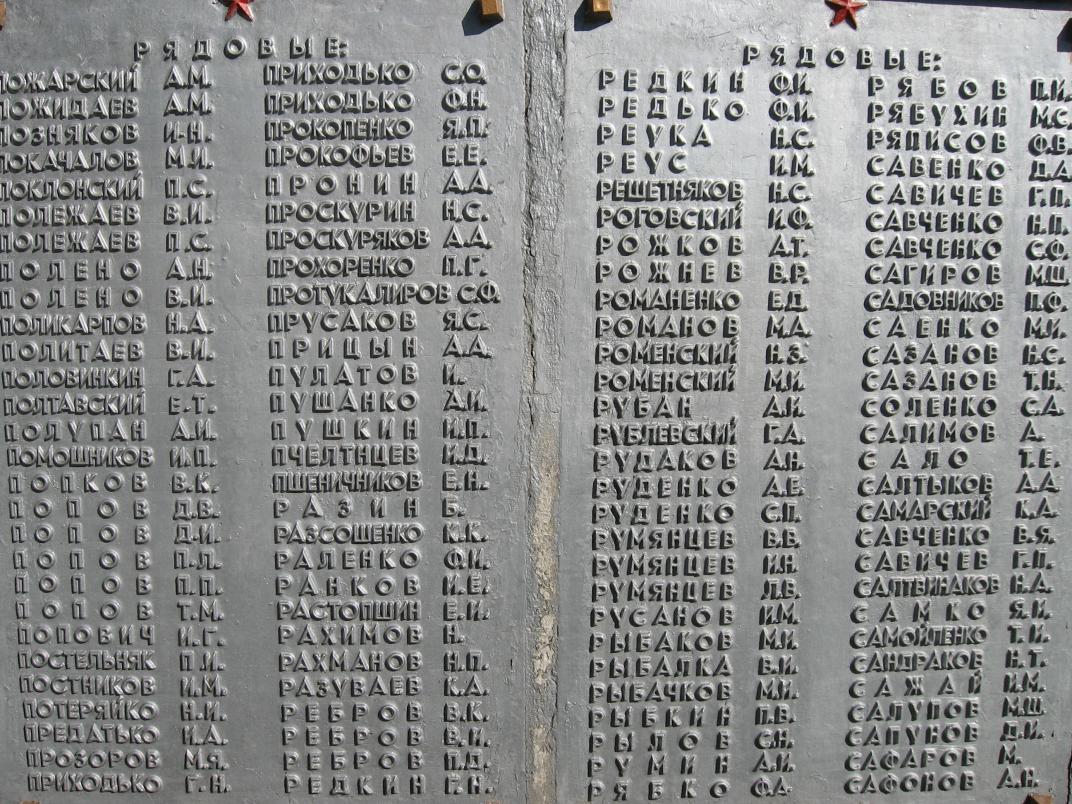 РЯДОВЫЕ:
ПОЖАРСКИЙ А.М.
ПОЖИДАЕВ А.М.
ПОЗНЯКОВ И.Н.
ПОКАЧАЛОВ М.И.
ПОКЛОНСКИЙ П.С.
ПОЛЕЖАЕВ В.И.
ПОЛЕЖАЕВ П.С.
ПОЛЕНО А.Н.
ПОЛЕНО В.И.
ПОЛИКАРПОВ Н.А.
ПОЛИТАЕВ В.И.
ПОЛОВИНКИН Г.А.
ПОЛТАВСКИЙ Е.Т.
ПОЛУПАН А.И.
ПОМОШНИКОВ И.П.
ПОПКОВ В.К.
ПОПОВ Д.В.
ПОПОВ Д.И.
ПОПОВ П.Л.
ПОПОВ П.П.
ПОПОВ Т.М.
ПОПОВИЧ И.Г.
ПОСТЕЛЬНЯК П.И.
ПОСТНИКОВ И.М.
ПОТЕРЯЙКО Н.И.
ПРЕДАТЬКО И.А.
ПРОЗОРОВ М.Я.
ПРИХОДЬКО Г.Н.
ПРИХОДЬКО С.О.
ПРИХОДЬКО Ф.Н.
ПРОКОПЕНКО Я.П.
ПРОКОФЬЕВ Е.Е.
ПРОНИН А.А.
ПРОСКУРИН Н.С.
ПРОСКУРЯКОВ А.А.
ПРОХОРЕНКО П.Г.
ПРОТУКАЛИРОВ С.Ф.
ПРУСАКОВ Я.С.
ПРИЦЫН А.А.
ПУЛАТОВ И.
ПУШАНКО А.И.
ПУШКИН И.П.
ПЧЕЛТНЦЕВ И.Д.
ПШЕНИЧНИКОВ Е.Н.
РАЗИН Б.
РАЗСОШЕНКО К.К.
РАЛЕНКО Ф.И.
РАНКОВ И.Е.
РАСТОПШИН Е.И.
РАХИМОВ Н.
РАХМАНОВ Н.П.
РАЗУВАЕВ К.А.
РЕБРОВ В.К.
РЕБРОВ В.И.
РЕБРОВ П.Д.
РЕДКИН Г.Н.
РЯДОВЫЕ:
РЕДКИН Ф.И.
РЕДЬКО Ф.И.
РЕУКА Н.С.
РЕУС И.М.
РЕШЕТНЯКОВ Н.С.
РОГОВСКИЙ И.Ф.
РОЖКОВ А.Т.
РОЖНЕВ В.Р.
РОМАНЕНКО Е.Д.
РОМАНОВ М.А.
РОМЕНСКИЙ Н.З.
РОМЕНСКИЙ М.И.
РУБАН А.И.
РУБЛЕВСКИЙ Г.А.
РУДАКОВ А.Н.
РУДЕНКО А.Е.
РУДЕНКО С.П.
РУМЯНЦЕВ В.В.
РУМЯНЦЕВ И.Н.
РУМЯНЦЕВ Л.В.
РУСАНОВ И.М.
РЫБАКОВ М.И.
РЫБАЛКА В.И.
РЫБАЧКОВ М.И.
РЫБКИН П.В.
РЫЛОВ С.Н.
РУМИН А.И.
РЯБКО Ф.А.
РЯБОВ П.И.
РЯБУХИН М.С.
РЯПИСОВ Ф.В.
САВЕНКО Д.А.
САВИЧЕВ Г.П.
САВЧЕНКО Н.П.
САВЧЕНКО С.Ф.
САГИРОВ М.Ш.
САДОВНИКОВ П.Ф.
САЕНКО М.И.
САЗАНОВ Н.С.
САЗАНОВ Т.Н.
СОЛЕНКО С.А.
САЛИМОВ А.
САЛО Т.Е.
САЛТЫКОВ А.А.
САМАРСКИЙ К.А.
САВЧЕНКО В.Я.
САВИЧЕВ Г.П.
САЛТВИНАКОВ Н.А.
САМКО Я.И.
САМОЙЛЕНКО Т.И.
САНДРАКОВ Н.Т.
САЖАЙ И.М.
САЛУПОВ М.Ш.
САПУНОВ Д.И.
САФАРОВ М.
САФОНОВ А.Н.